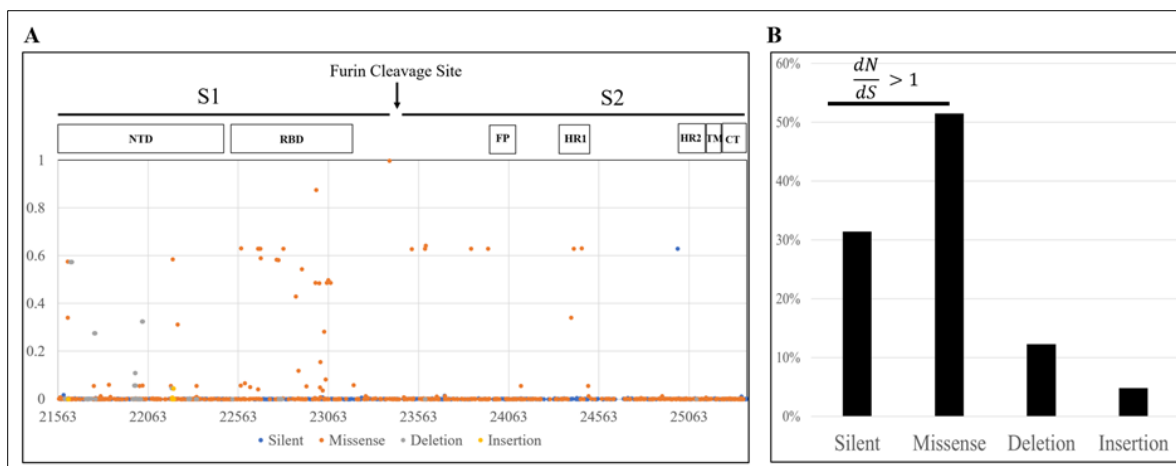 A
Furin Cleavage Site
S1
S2
NTD
RBD
FP
HR1
HR2
TM
CT
1
0.8
0.6
0.4
0.2
0
21563
22063
22563
23063
23563
24063
24563
25063
Silent
Missense
Deletion
Insertion
B
60%
50%
40%
30%
20%
10%
0%
dN
dS
> 1
Silent
Missense
Deletion
Insertion